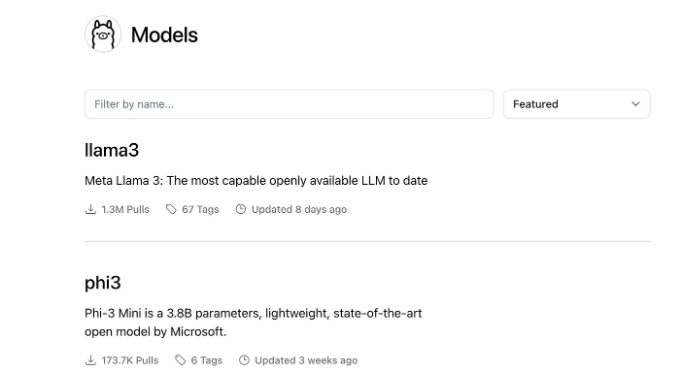 Models
Filter by name...
Featured
llama3
Meta Llama 3: The most capable openly available LLM to date
1.3M Pulls 67 Tags Updated 8 days ago
phi3
Phi-3 Mini is a 3.8B parameters, lightweight, state-of-the-art
open model by Microsoft.
173.7K Pulls 6 Tags Updated 3 weeks ago